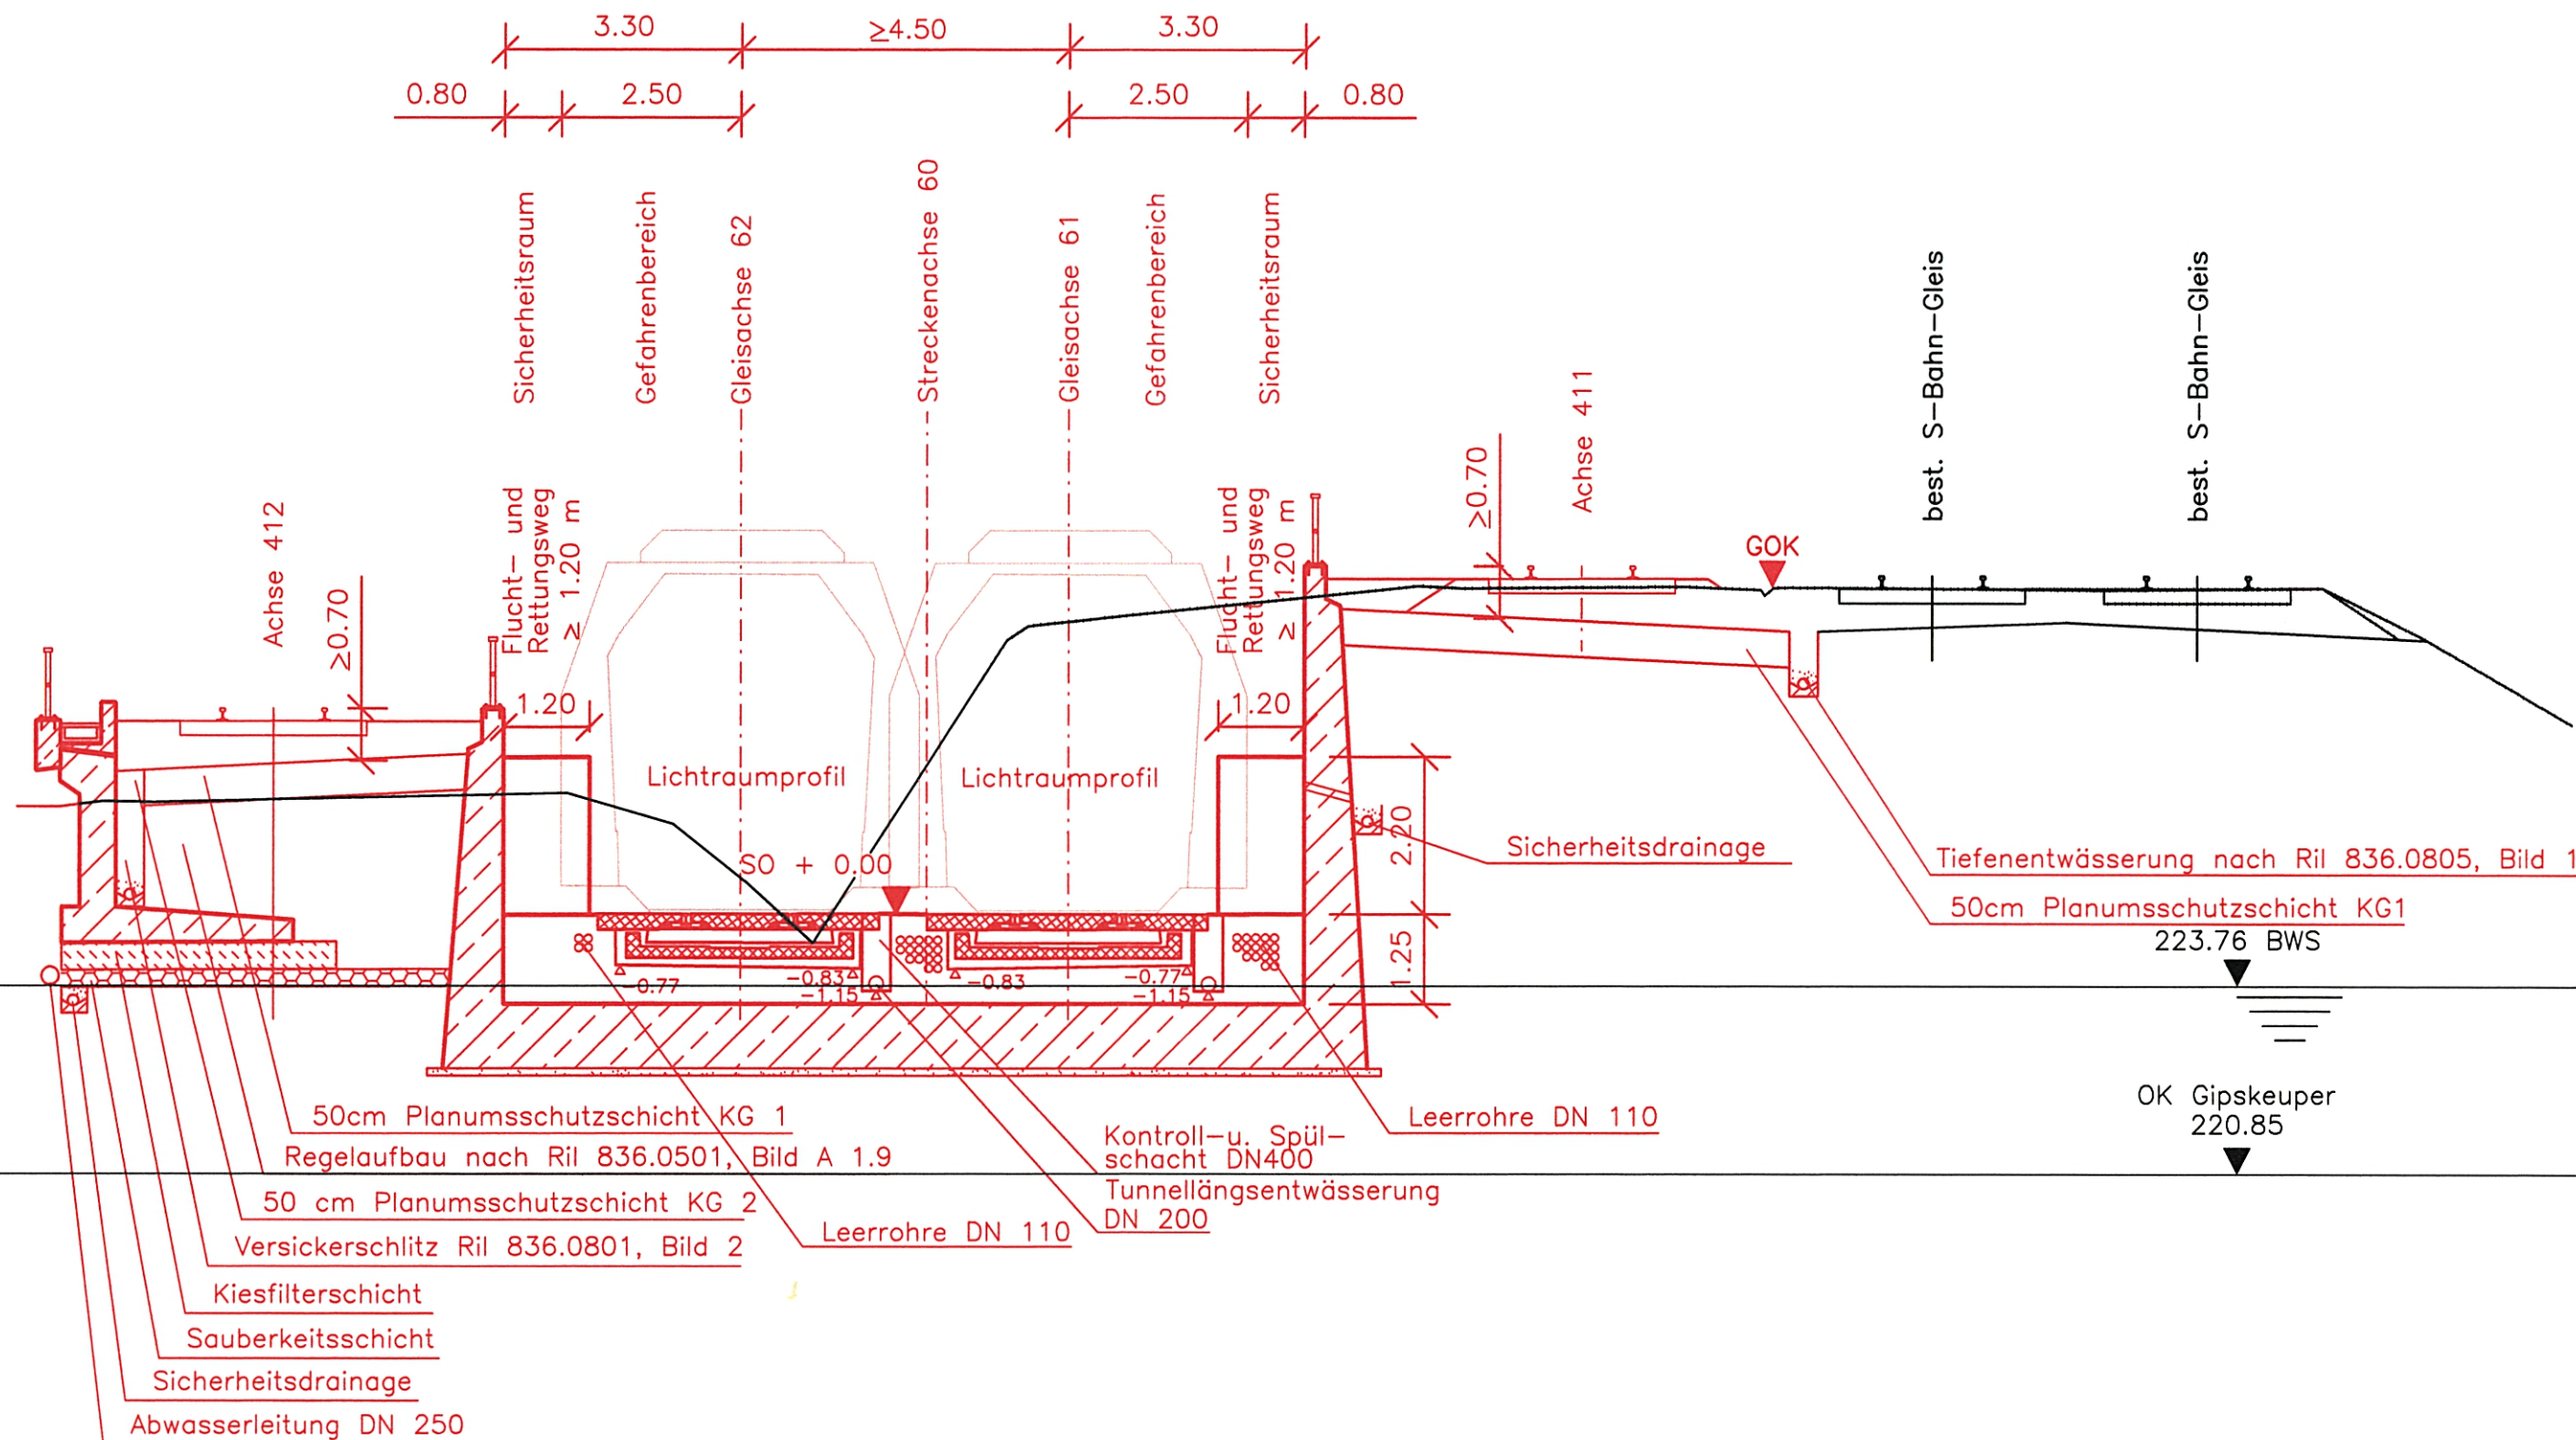 3.30
≥4.50
3.30
0.80
2.50
2.50
0.80
Sicherheitsraum
Gefahrenbereich
Gleisachse 62
Streckenachse 60
Gleisachse 61
Gefahrenbereich
Sicherheitsraum
best. S-Bahn-Gleis
best. S-Bahn-Gleis
Achse 412
≥0.70
Flucht- und
Rettungsweg
≥ 1.20 m
Flucht- und
Rettungsweg
≥ 1.20 m
≥0.70
Achse 411
GOK
1.20
1.20
Lichtraumprofil
Lichtraumprofil
SO + 0.00
2.20
1.25
Sicherheitsdrainage
Tiefenentwässerung nach Ril 836.0805, Bild 1
50cm Planumsschutzschicht KG1
223.76 BWS
-0.77
-0.83
-1.15
-0.83
-0.77
-1.15
OK Gipskeuper
220.85
50cm Planumsschutzschicht KG 1
Regelaufbau nach Ril 836.0501, Bild A 1.9
50 cm Planumsschutzschicht KG 2
Versickerschlitz Ril 836.0801, Bild 2
Kiesfilterschicht
Sauberkeitsschicht
Sicherheitsdrainage
Abwasserleitung DN 250
Leerrohre DN 110
Kontroll-u. Spül-
schacht DN400
Tunnellängsentwässerung
DN 200
Leerrohre DN 110